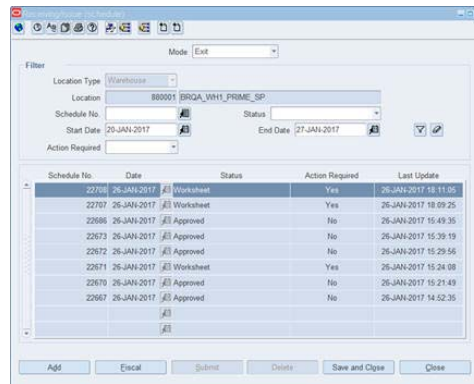 Receiving/Issue (schedule)
Mode Exit
Filter
Location Type Warehouse
Location 880001 BRQA_WH1_PRIME_SP
Schedule No. Status
Start Date 20-JAN-2017 End Date 27-JAN-2017
Action Required
Schedule No. Date Status Action Required Last Update
22708 26-JAN-2017 Worksheet Yes 26-JAN-2017 18:11:05
22707 26-JAN-2017 Worksheet Yes 26-JAN-2017 18:09:25
22686 26-JAN-2017 Approved No 26-JAN-2017 15:49:35
22673 26-JAN-2017 Approved No 26-JAN-2017 15:39:19
22672 26-JAN-2017 Approved No 26-JAN-2017 15:29:56
22671 26-JAN-2017 Worksheet Yes 26-JAN-2017 15:24:08
22670 26-JAN-2017 Approved No 26-JAN-2017 15:21:49
22667 26-JAN-2017 Approved No 26-JAN-2017 14:52:35
Add Fiscal Submit Delete Save and Close Close